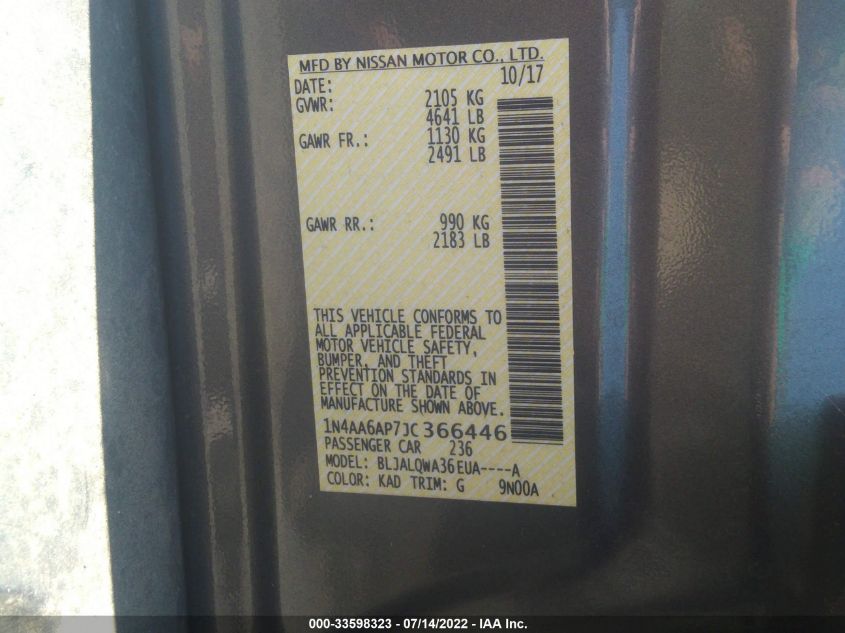 MFD BY NISSAN MOTOR CO., LTD.
DATE: 10/17
GVWR: 2105 KG
4641 LB
GAWR FR.: 1130 KG
2491 LB
GAWR RR.: 990 KG
2183 LB
THIS VEHICLE CONFORMS TO
ALL APPLICABLE FEDERAL
MOTOR VEHICLE SAFETY,
BUMPER, AND THEFT
PREVENTION STANDARDS IN
EFFECT ON THE DATE OF
MANUFACTURE SHOWN ABOVE.
1N4AA6AP7JC366446
PASSENGER CAR 236
MODEL: BLJALQWA36EUA----A
COLOR: KAD TRIM: G 9N00A
000-33598323 - 07/14/2022 - IAA Inc.